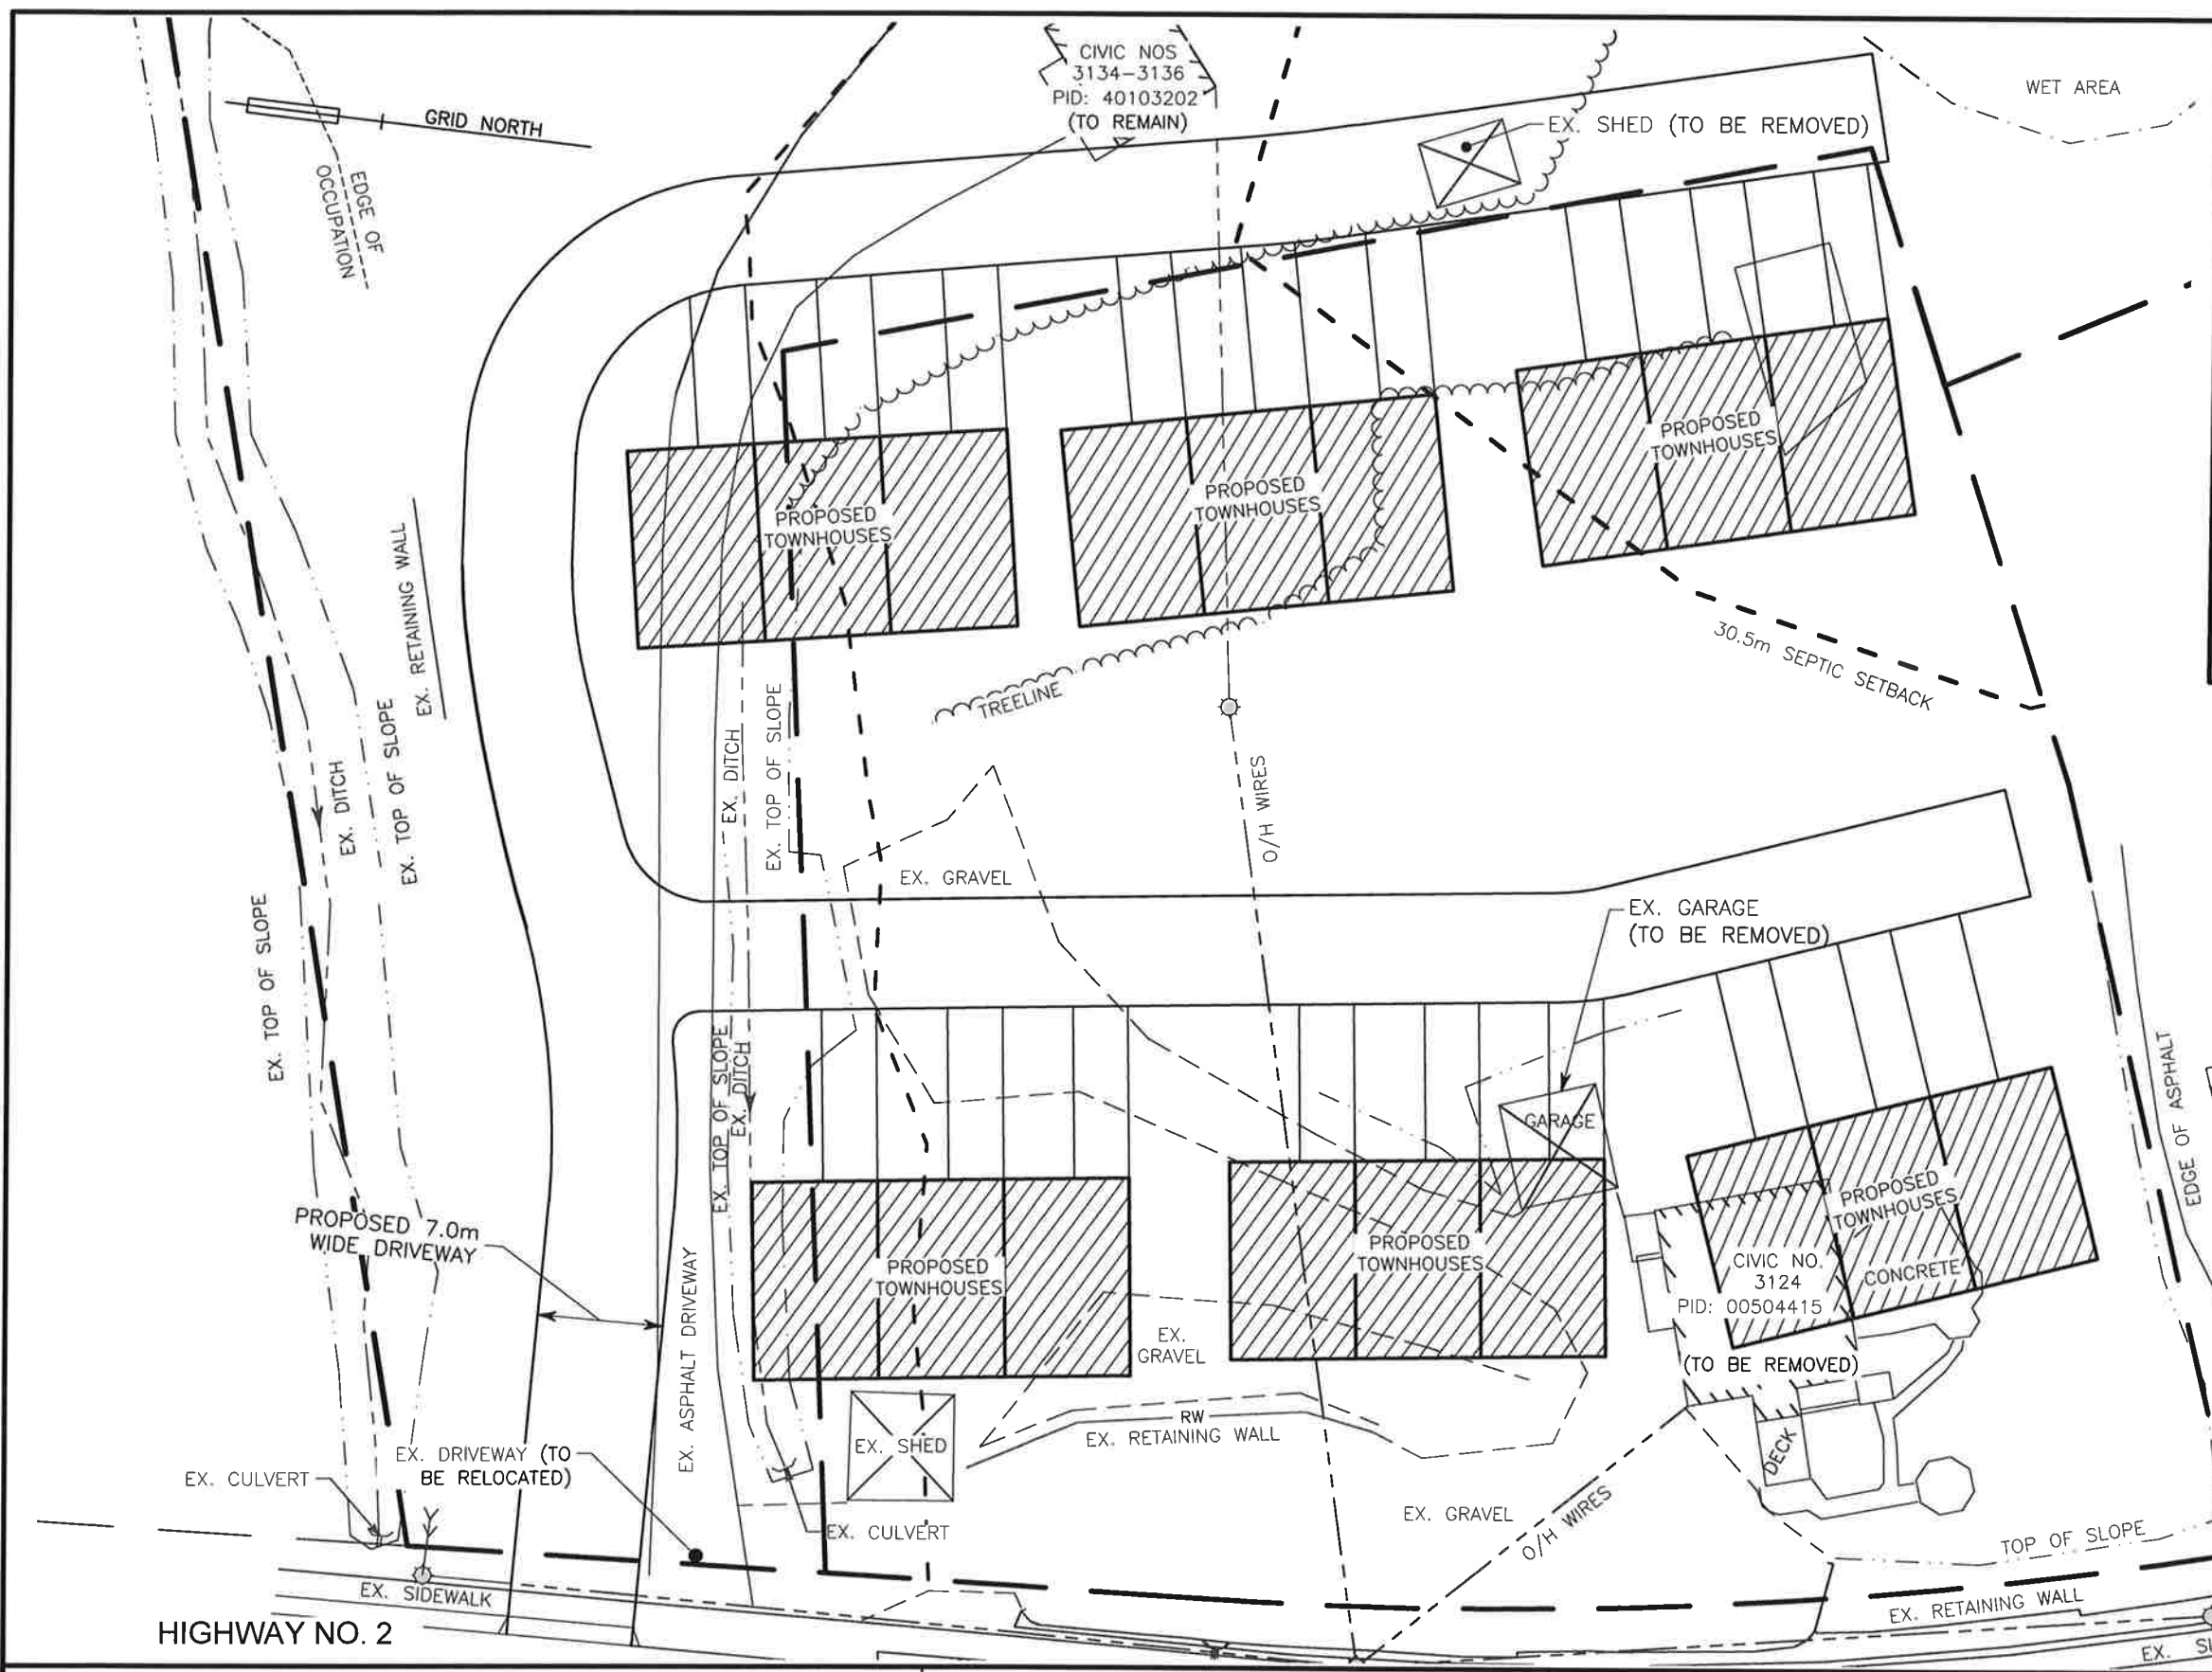 CIVIC NOS
3134-3136
PID: 40103202
(TO REMAIN)
WET AREA
GRID NORTH
EX. SHED (TO BE REMOVED)
EDGE OF
OCCUPATION
PROPOSED
TOWNHOUSES
PROPOSED
TOWNHOUSES
PROPOSED
TOWNHOUSES
EX. RETAINING WALL
30.5m SEPTIC SETBACK
TREELINE
EX. DITCH
EX. TOP OF SLOPE
EX. DITCH
EX. TOP OF SLOPE
O/H WIRES
EX. GRAVEL
EX. TOP OF SLOPE
EX. GARAGE
(TO BE REMOVED)
EX. TOP OF SLOPE
EX. DITCH
GARAGE
EDGE OF ASPHALT
PROPOSED 7.0m
WIDE DRIVEWAY
PROPOSED
TOWNHOUSES
PROPOSED
TOWNHOUSES
PROPOSED
TOWNHOUSES
CIVIC NO.
3124
PID: 00504415
(TO BE REMOVED)
CONCRETE
EX. ASPHALT DRIVEWAY
EX.
GRAVEL
RW
EX. RETAINING WALL
EX. SHED
DECK
EX. DRIVEWAY (TO
BE RELOCATED)
EX. CULVERT
EX. CULVERT
EX. GRAVEL
O/H WIRES
TOP OF SLOPE
EX. SIDEWALK
EX. RETAINING WALL
HIGHWAY NO. 2
EX. SI